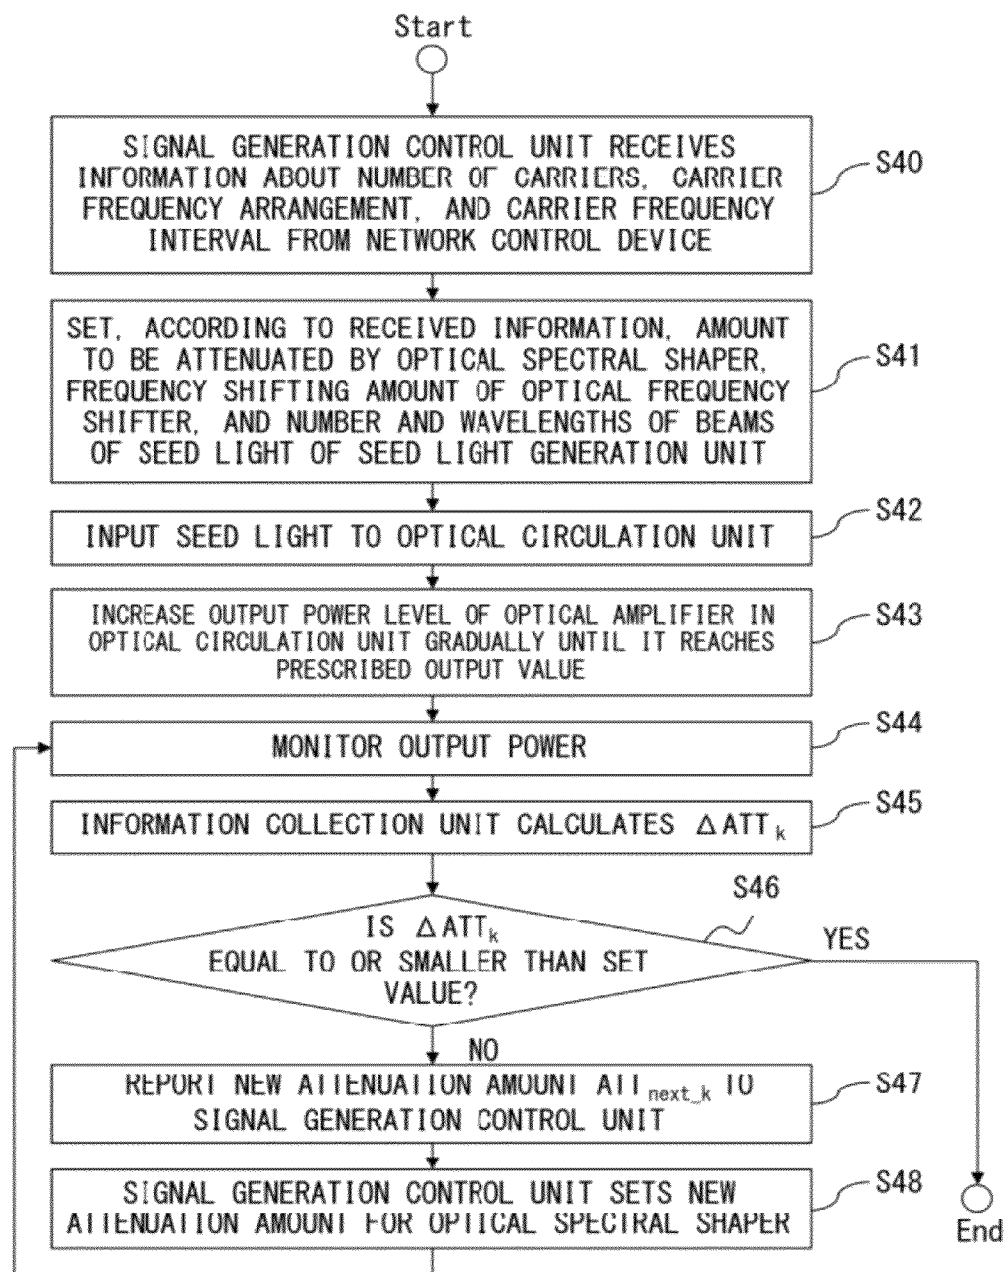 Start
SIGNAL GENERATION CONTROL UNIT RECEIVES
INFORMATION ABOUT NUMBER OF CARRIERS, CARRIER
FREQUENCY ARRANGEMENT, AND CARRIER FREQUENCY
INTERVAL FROM NETWORK CONTROL DEVICE
S40
SET, ACCORDING TO RECEIVED INFORMATION, AMOUNT
TO BE ATTENUATED BY OPTICAL SPECTRAL SHAPER,
FREQUENCY SHIFTING AMOUNT OF OPTICAL FREQUENCY
SHIFTER, AND NUMBER AND WAVELENGTHS OF BEAMS
OF SEED LIGHT OF SEED LIGHT GENERATION UNIT
S41
INPUT SEED LIGHT TO OPTICAL CIRCULATION UNIT
S42
INCREASE OUTPUT POWER LEVEL OF OPTICAL AMPLIFIER IN
OPTICAL CIRCULATION UNIT GRADUALLY UNTIL IT REACHES
PRESCRIBED OUTPUT VALUE
S43
MONITOR OUTPUT POWER
S44
INFORMATION COLLECTION UNIT CALCULATES ΔATTk
S45
IS ΔATTk
EQUAL TO OR SMALLER THAN SET
VALUE?
S46
YES
NO
REPORT NEW ATTENUATION AMOUNT ATTnext_k TO
SIGNAL GENERATION CONTROL UNIT
S47
SIGNAL GENERATION CONTROL UNIT SETS NEW
ATTENUATION AMOUNT FOR OPTICAL SPECTRAL SHAPER
S48
End